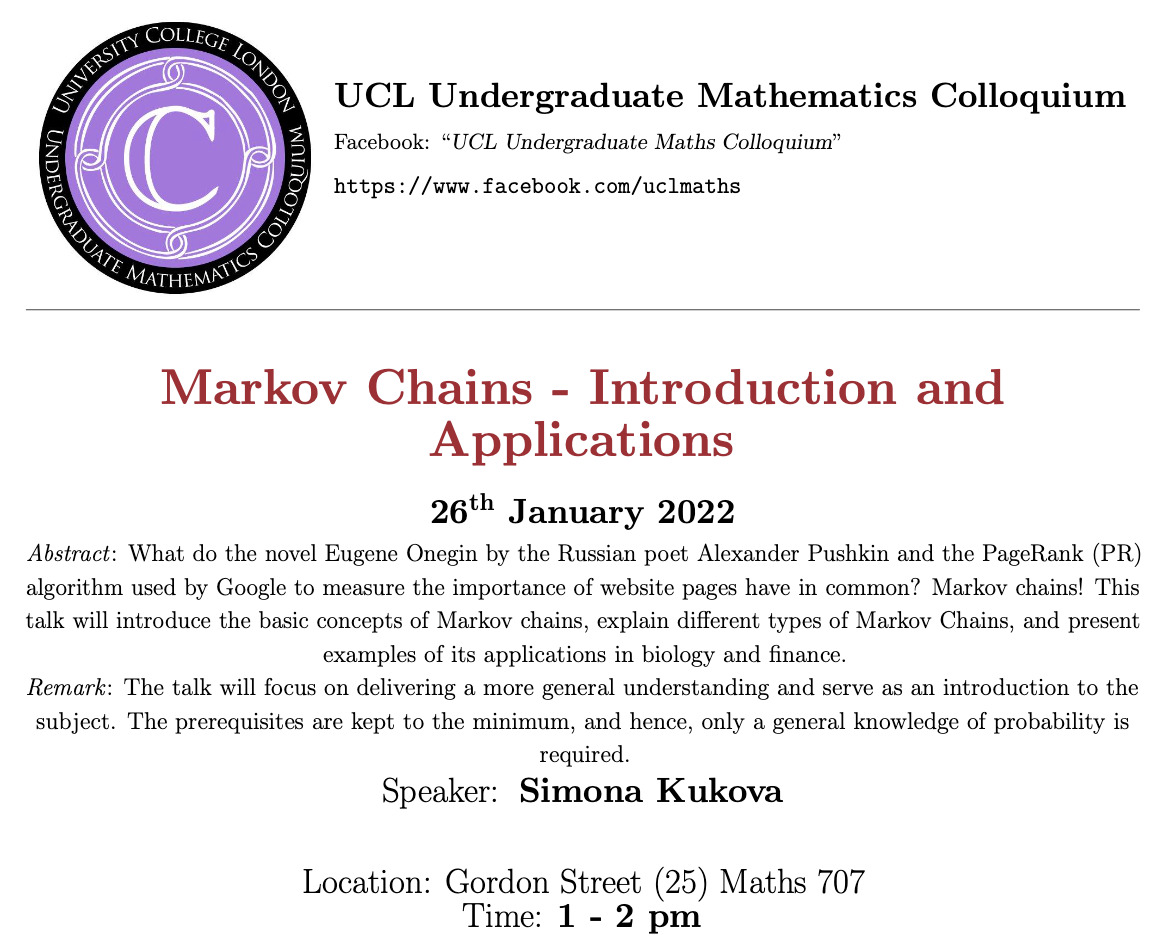 UNIVERSITY COLLEGE LONDON
UNDERGRADUATE MATHEMATICS COLLOQUIUM
C
UCL Undergraduate Mathematics Colloquium
Facebook: “UCL Undergraduate Maths Colloquium”
https://www.facebook.com/uclmaths
Markov Chains - Introduction and
Applications
26th January 2022
Abstract: What do the novel Eugene Onegin by the Russian poet Alexander Pushkin and the PageRank (PR)
algorithm used by Google to measure the importance of website pages have in common? Markov chains! This
talk will introduce the basic concepts of Markov chains, explain different types of Markov Chains, and present
examples of its applications in biology and finance.
Remark: The talk will focus on delivering a more general understanding and serve as an introduction to the
subject. The prerequisites are kept to the minimum, and hence, only a general knowledge of probability is
required.
Speaker: Simona Kukova
Location: Gordon Street (25) Maths 707
Time: 1 - 2 pm